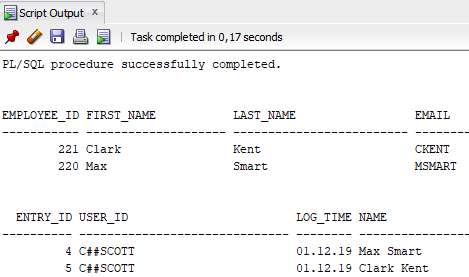 Script Output x
Task completed in 0,17 seconds
PL/SQL procedure successfully completed.
EMPLOYEE_ID FIRST_NAME LAST_NAME EMAIL
----------- -------------------- ------------------------- ------
221 Clark Kent CKENT
220 Max Smart MSMART
ENTRY_ID USER_ID LOG_TIME NAME
---------- ------------------------------ -------- ----------------
4 C##SCOTT 01.12.19 Max Smart
5 C##SCOTT 01.12.19 Clark Kent